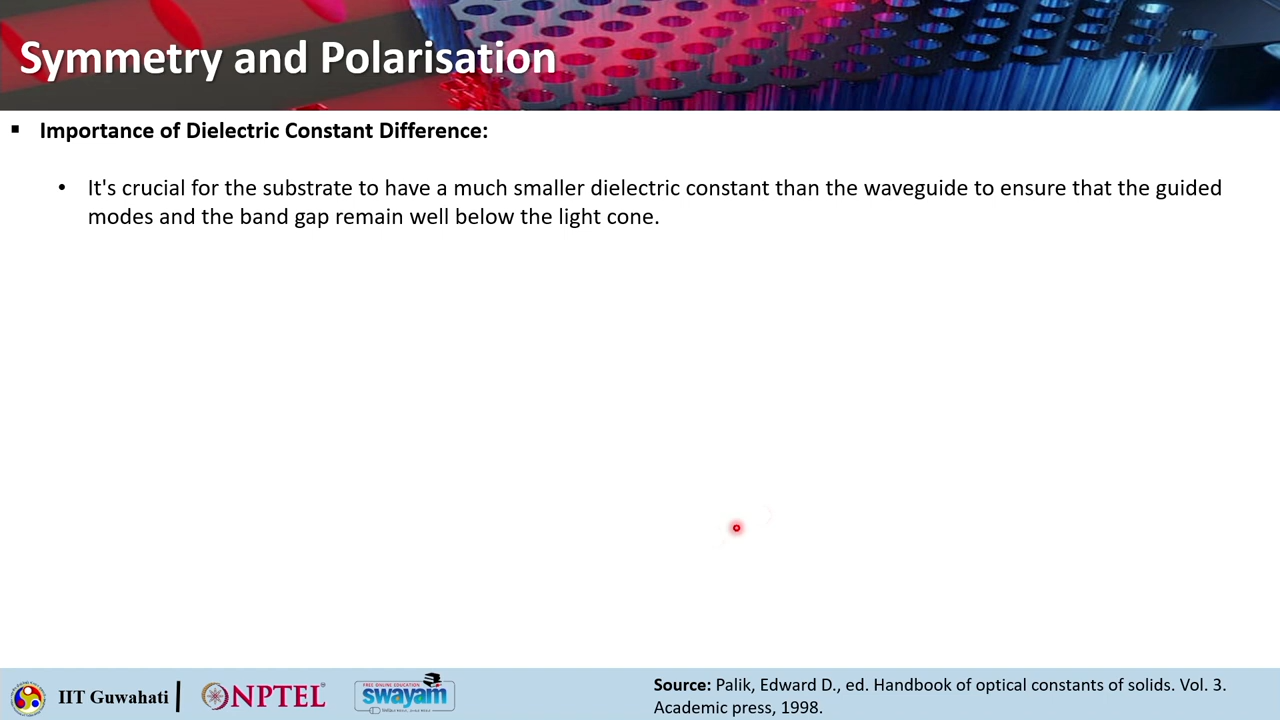 Symmetry and Polarisation
▪ Importance of Dielectric Constant Difference:
• It's crucial for the substrate to have a much smaller dielectric constant than the waveguide to ensure that the guided
modes and the band gap remain well below the light cone.
IIT Guwahati
NPTEL
FREE ONLINE EDUCATION
swayam
Source: Palik, Edward D., ed. Handbook of optical constants of solids. Vol. 3.
Academic press, 1998.